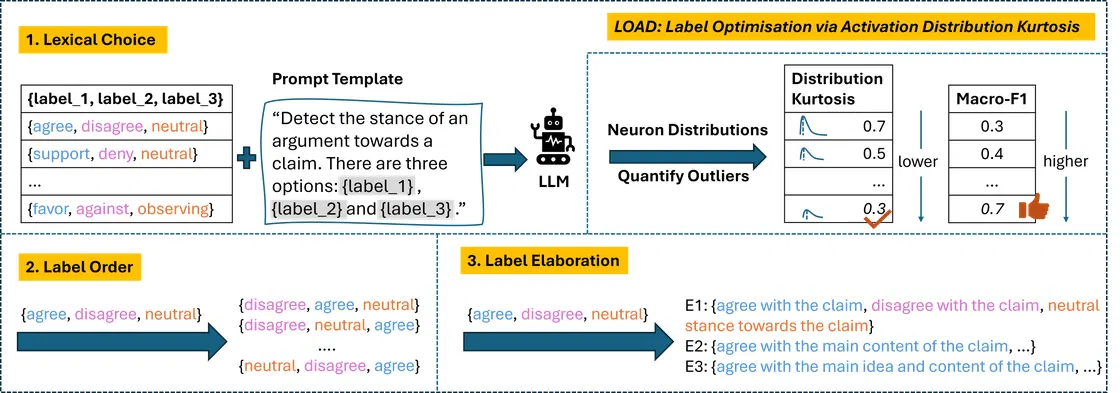 1. Lexical Choice
{label_1, label_2, label_3}
{agree, disagree, neutral}
{support, deny, neutral}
...
{favor, against, observing}
Prompt Template
“Detect the stance of an
argument towards a
claim. There are three
options: {label_1} ,
{label_2} and {label_3} .”
LLM
LOAD: Label Optimisation via Activation Distribution Kurtosis
Neuron Distributions
Quantify Outliers
Distribution
Kurtosis
0.7
0.5
...
0.3
lower
Macro-F1
0.3
0.4
...
0.7
higher
2. Label Order
{agree, disagree, neutral}
{disagree, agree, neutral}
{disagree, neutral, agree}
....
{neutral, disagree, agree}
3. Label Elaboration
{agree, disagree, neutral}
E1: {agree with the claim, disagree with the claim, neutral
stance towards the claim}
E2: {agree with the main content of the claim, ...}
E3: {agree with the main idea and content of the claim, ...}